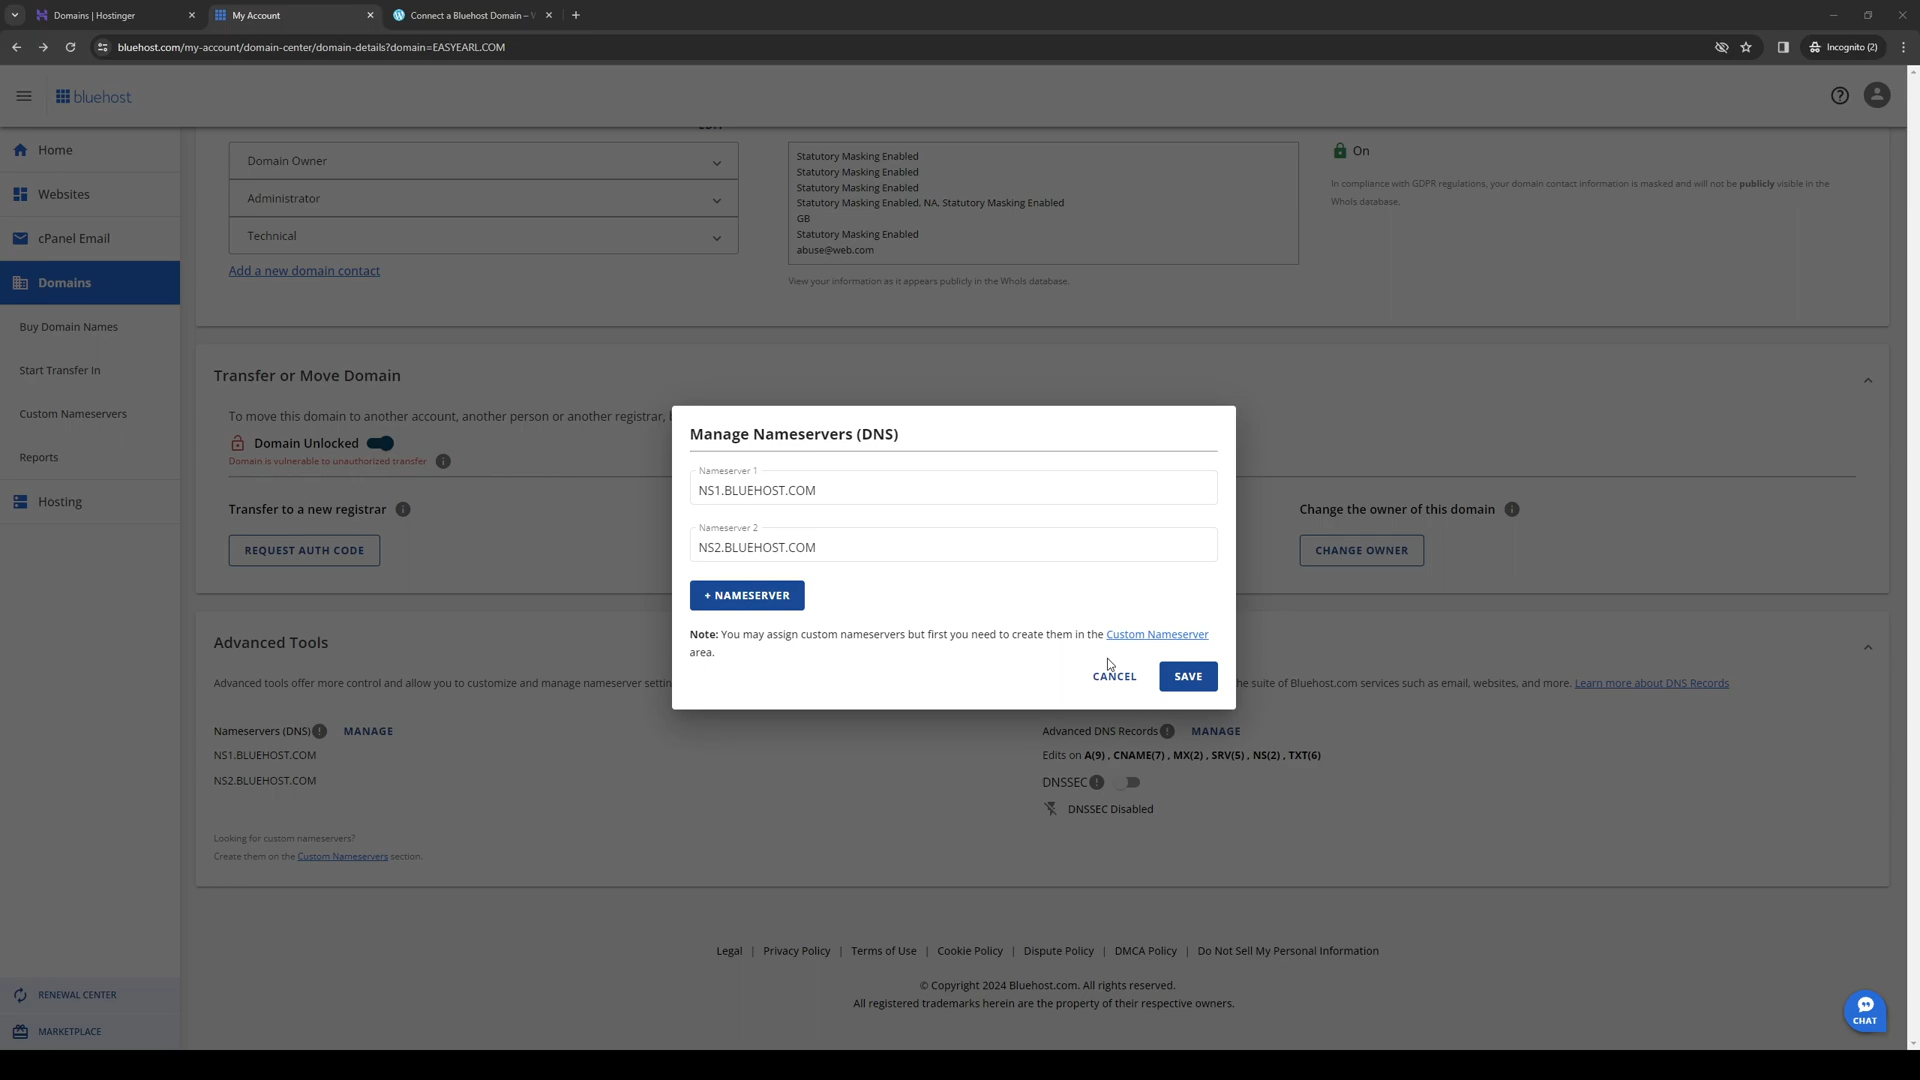 Domains | Hostinger
My Account
Connect a Bluehost Domain –
bluehost.com/my-account/domain-center/domain-details?domain=EASYEARL.COM
Incognito (2)
bluehost
Home
Websites
cPanel Email
Domains
Buy Domain Names
Start Transfer In
Custom Nameservers
Reports
Hosting
RENEWAL CENTER
MARKETPLACE
Domain Owner
Administrator
Technical
Add a new domain contact
Statutory Masking Enabled
Statutory Masking Enabled
Statutory Masking Enabled
Statutory Masking Enabled, NA, Statutory Masking Enabled
GB
Statutory Masking Enabled
abuse@web.com
View your information as it appears publicly in the WhoIs database.
On
In compliance with GDPR regulations, your domain contact information is masked and will not be publicly visible in the
WhoIs database.
Transfer or Move Domain
To move this domain to another account, another person or another registrar,
Domain Unlocked
Domain is vulnerable to unauthorized transfer
Transfer to a new registrar
REQUEST AUTH CODE
Change the owner of this domain
CHANGE OWNER
Manage Nameservers (DNS)
Nameserver 1
NS1.BLUEHOST.COM
Nameserver 2
NS2.BLUEHOST.COM
+ NAMESERVER
Note: You may assign custom nameservers but first you need to create them in the Custom Nameserver
area.
CANCEL
SAVE
Advanced Tools
Advanced tools offer more control and allow you to customize and manage nameserver
he suite of Bluehost.com services such as email, websites, and more. Learn more about DNS Records
Nameservers (DNS)
MANAGE
NS1.BLUEHOST.COM
NS2.BLUEHOST.COM
Looking for custom nameservers?
Create them on the Custom Nameservers section.
Advanced DNS Records
MANAGE
Edits on A(9) , CNAME(7) , MX(2) , SRV(5) , NS(2) , TXT(6)
DNSSEC
DNSSEC Disabled
Legal | Privacy Policy | Terms of Use | Cookie Policy | Dispute Policy | DMCA Policy | Do Not Sell My Personal Information
© Copyright 2024 Bluehost.com. All rights reserved.
All registered trademarks herein are the property of their respective owners.
CHAT